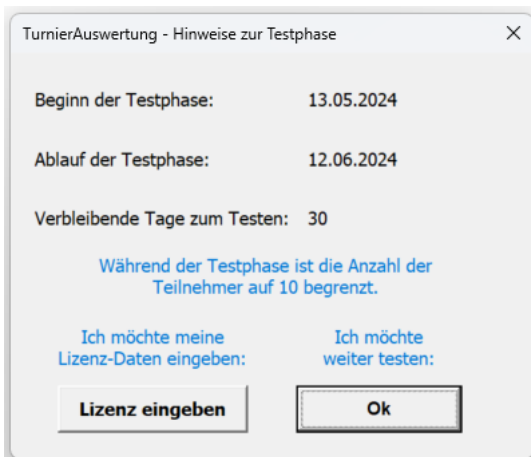 TurnierAuswertung - Hinweise zur Testphase
Beginn der Testphase: 13.05.2024
Ablauf der Testphase: 12.06.2024
Verbleibende Tage zum Testen: 30
Während der Testphase ist die Anzahl der
Teilnehmer auf 10 begrenzt.
Ich möchte meine
Lizenz-Daten eingeben:
Lizenz eingeben
Ich möchte
weiter testen:
Ok